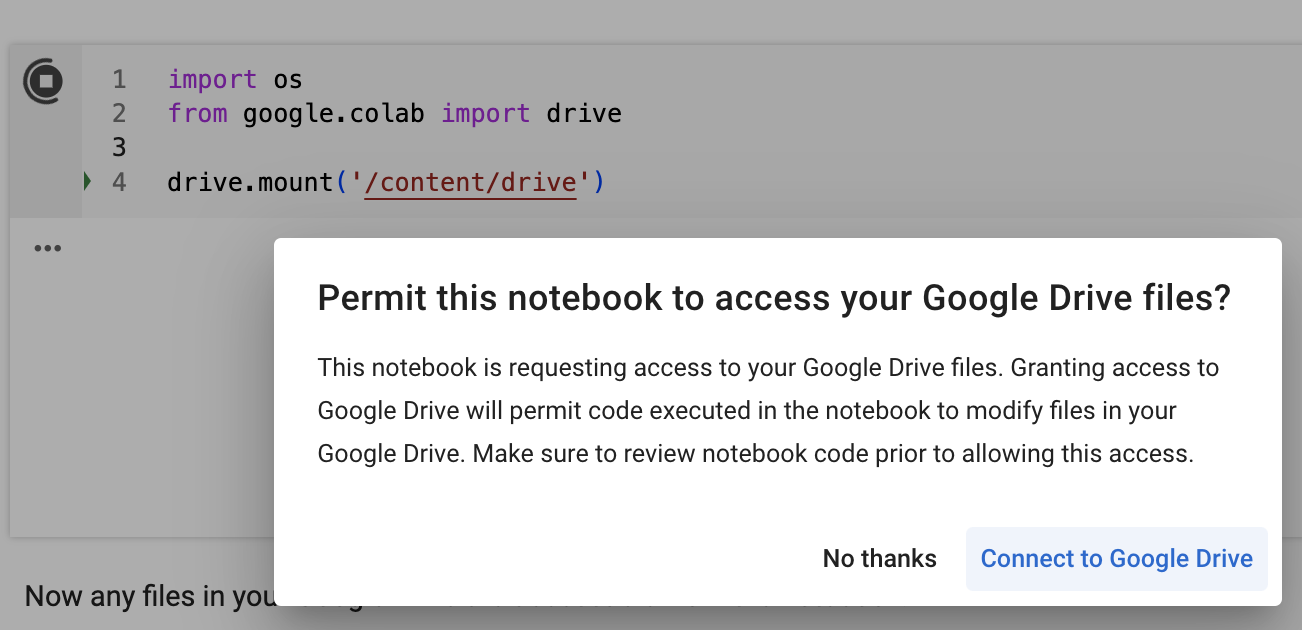 1 import os
2 from google.colab import drive
3
4 drive.mount('/content/drive')
Permit this notebook to access your Google Drive files?
This notebook is requesting access to your Google Drive files. Granting access to
Google Drive will permit code executed in the notebook to modify files in your
Google Drive. Make sure to review notebook code prior to allowing this access.
No thanks Connect to Google Drive
Now any files in you